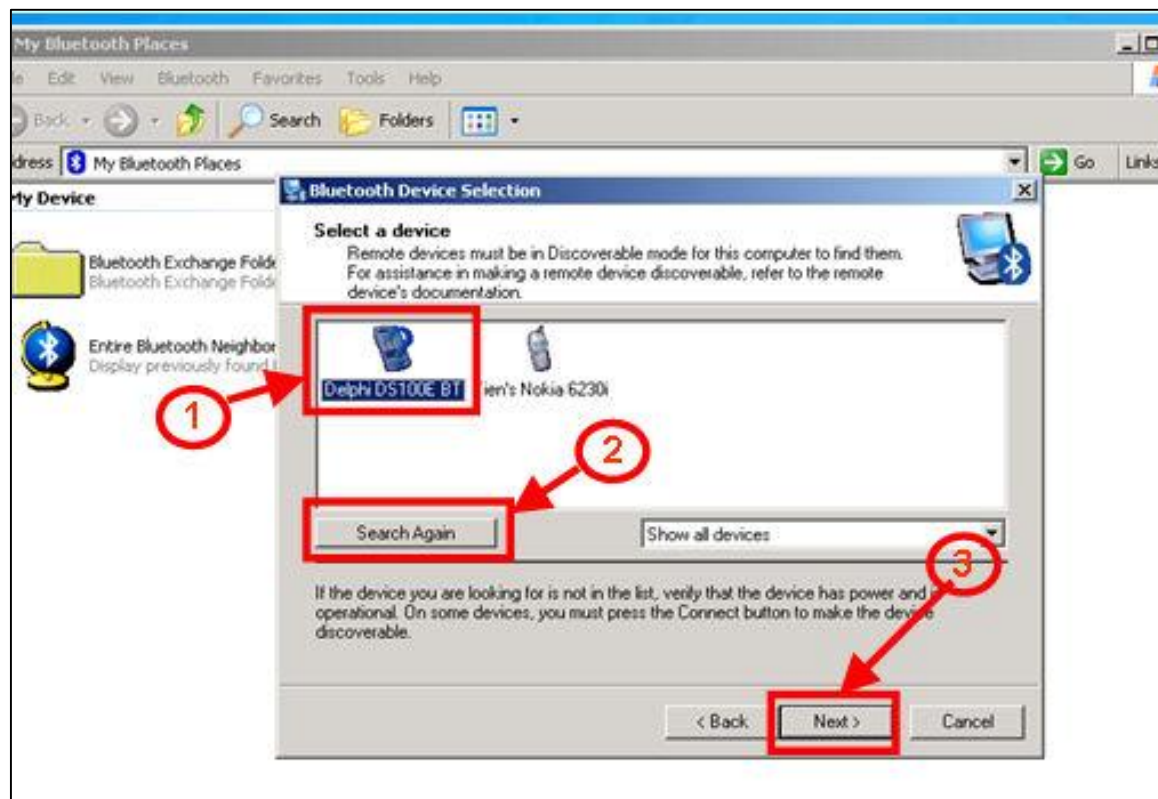 My Bluetooth Places
Edit View Bluetooth Favorites Tools Help
Back Search Folders
dress My Bluetooth Places Go Links
My Device
Bluetooth Exchange Folde
Bluetooth Exchange Folde
Entire Bluetooth Neighbor
Display previously found
Bluetooth Device Selection
Select a device
Remote devices must be in Discoverable mode for this computer to find them.
For assistance in making a remote device discoverable, refer to the remote
device's documentation.
Delphi DS100E BT ien's Nokia 6230i
1
2
Search Again Show all devices
3
If the device you are looking for is not in the list, verify that the device has power and
operational. On some devices, you must press the Connect button to make the device
discoverable.
< Back Next > Cancel